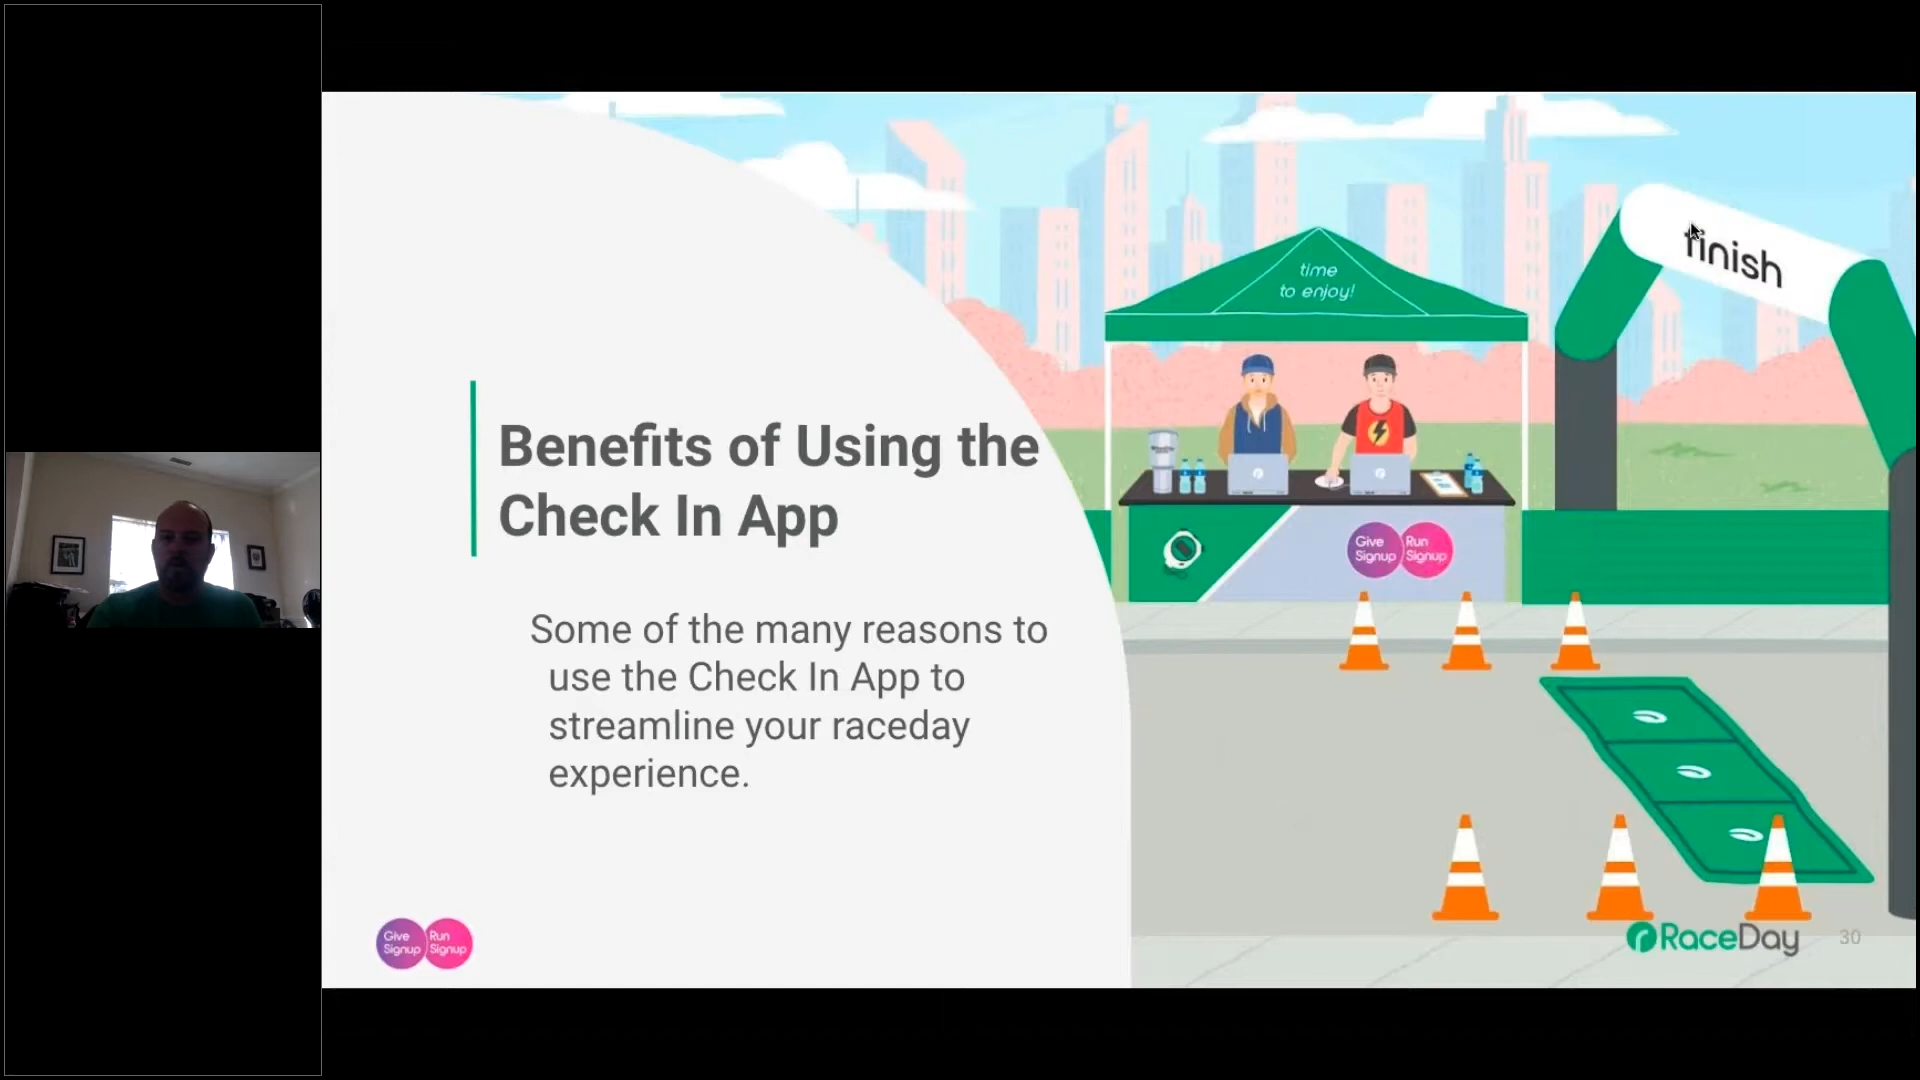 Benefits of Using the
Check In App
Some of the many reasons to
use the Check In App to
streamline your raceday
experience.
time
to enjoy!
finish
Give
Signup
Run
Signup
Give
Signup
Run
Signup
RaceDay
30